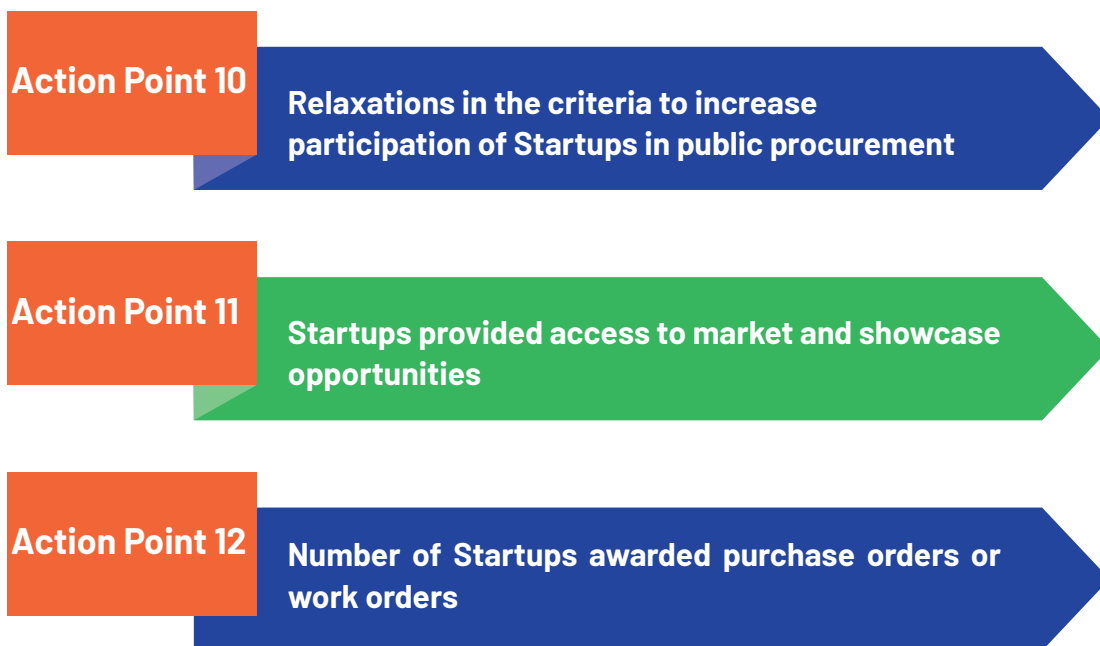 Action Point 10
Relaxations in the criteria to increase
participation of Startups in public procurement
Action Point 11
Startups provided access to market and showcase
opportunities
Action Point 12
Number of Startups awarded purchase orders or
work orders